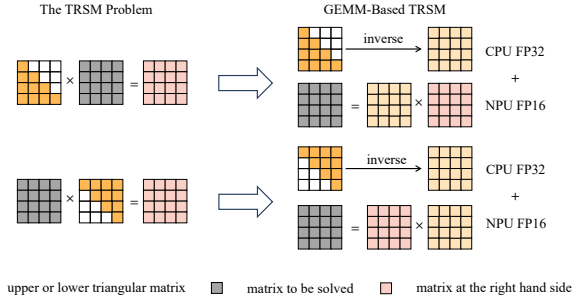 The TRSM Problem
GEMM-Based TRSM
inverse
CPU FP32
×
=
+
=
×
NPU FP16
inverse
CPU FP32
×
=
+
=
×
NPU FP16
upper or lower triangular matrix
matrix to be solved
matrix at the right hand side